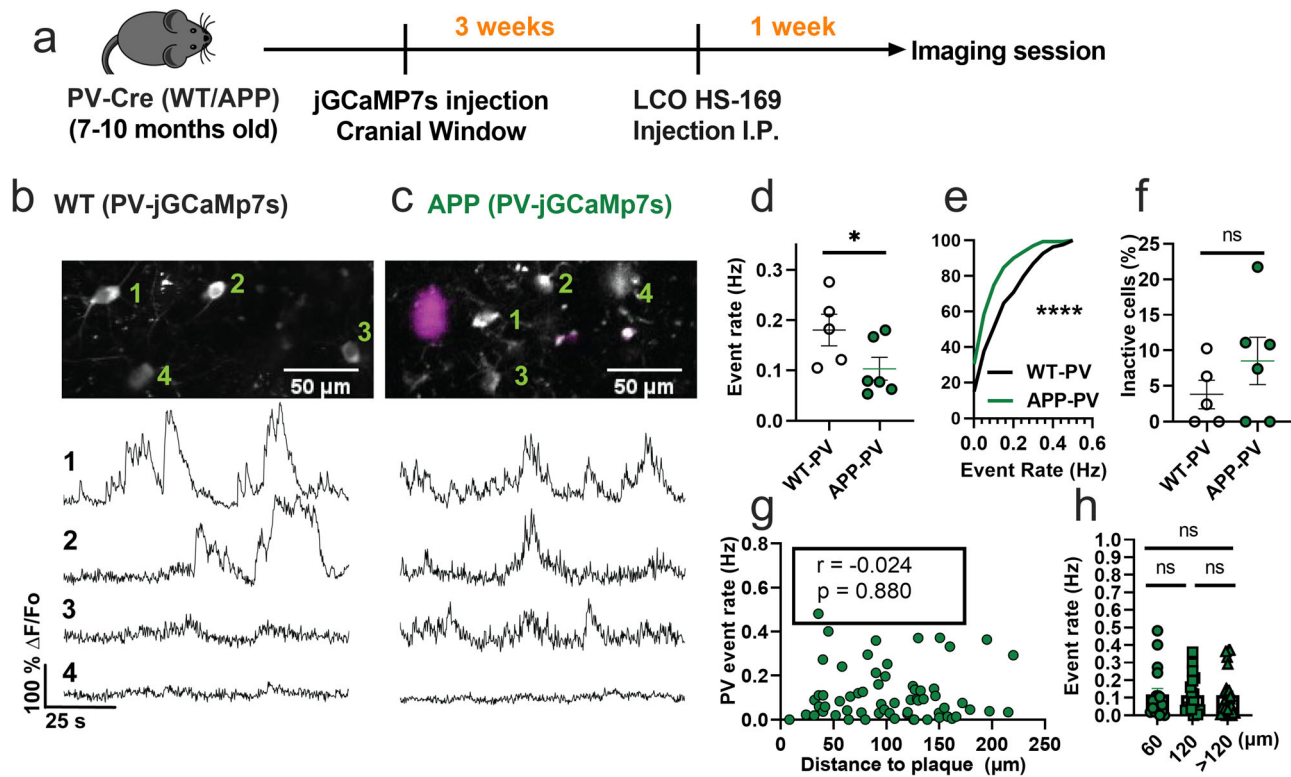 a
3 weeks
1 week
Imaging session
PV-Cre (WT/APP)
(7-10 months old)
jGCaMP7s injection
Cranial Window
LCO HS-169
Injection I.P.
b WT (PV-jGCaMp7s)
1
2
3
4
50 µm
1
2
3
4
100 % ΔF/Fo
25 s
c APP (PV-jGCaMp7s)
1
2
3
4
50 µm
d
*
Event rate (Hz)
0.3
0.2
0.1
0.0
WT-PV
APP-PV
e
100
80
60
40
20
0
****
WT-PV
APP-PV
0.0 0.2 0.4 0.6
Event Rate (Hz)
f
ns
Inactive cells (%)
25
20
15
10
5
0
WT-PV
APP-PV
g
PV event rate (Hz)
0.8
0.6
0.4
0.2
0.0
r = -0.024
p = 0.880
0 50 100 150 200 250
Distance to plaque (µm)
h
ns
ns ns
Event rate (Hz)
1.0
0.9
0.8
0.7
0.6
0.5
0.4
0.3
0.2
0.1
0.0
60 120 >120 (µm)